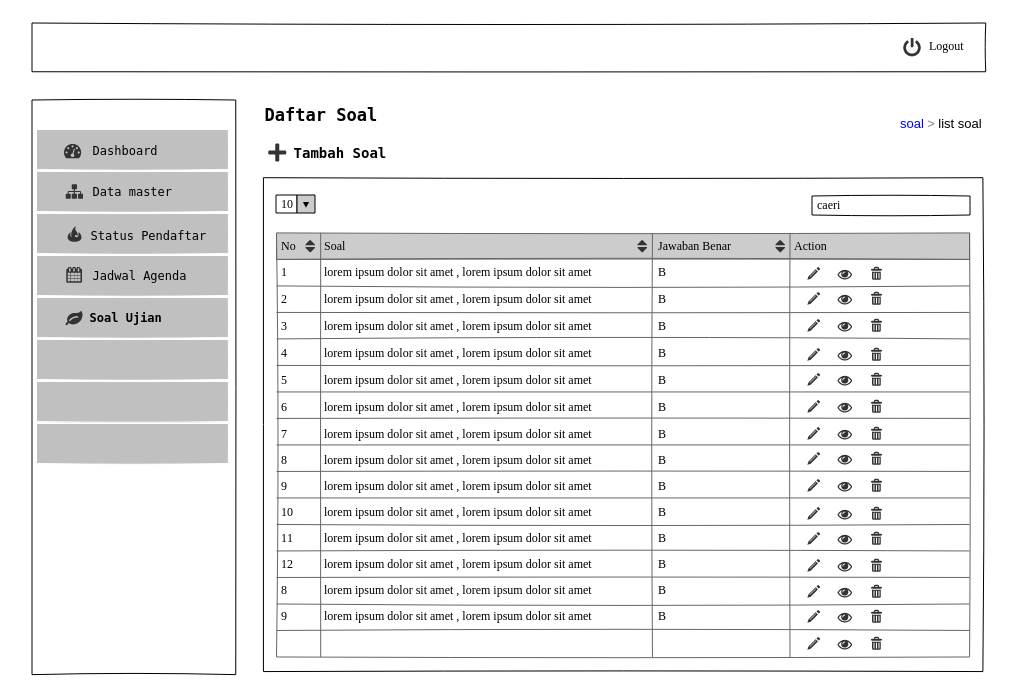 Logout
Daftar Soal
soal > list soal
Tambah Soal
Dashboard
Data master
Status Pendaftar
Jadwal Agenda
Soal Ujian
10
caeri
No Soal Jawaban Benar Action
1 lorem ipsum dolor sit amet , lorem ipsum dolor sit amet B
2 lorem ipsum dolor sit amet , lorem ipsum dolor sit amet B
3 lorem ipsum dolor sit amet , lorem ipsum dolor sit amet B
4 lorem ipsum dolor sit amet , lorem ipsum dolor sit amet B
5 lorem ipsum dolor sit amet , lorem ipsum dolor sit amet B
6 lorem ipsum dolor sit amet , lorem ipsum dolor sit amet B
7 lorem ipsum dolor sit amet , lorem ipsum dolor sit amet B
8 lorem ipsum dolor sit amet , lorem ipsum dolor sit amet B
9 lorem ipsum dolor sit amet , lorem ipsum dolor sit amet B
10 lorem ipsum dolor sit amet , lorem ipsum dolor sit amet B
11 lorem ipsum dolor sit amet , lorem ipsum dolor sit amet B
12 lorem ipsum dolor sit amet , lorem ipsum dolor sit amet B
8 lorem ipsum dolor sit amet , lorem ipsum dolor sit amet B
9 lorem ipsum dolor sit amet , lorem ipsum dolor sit amet B